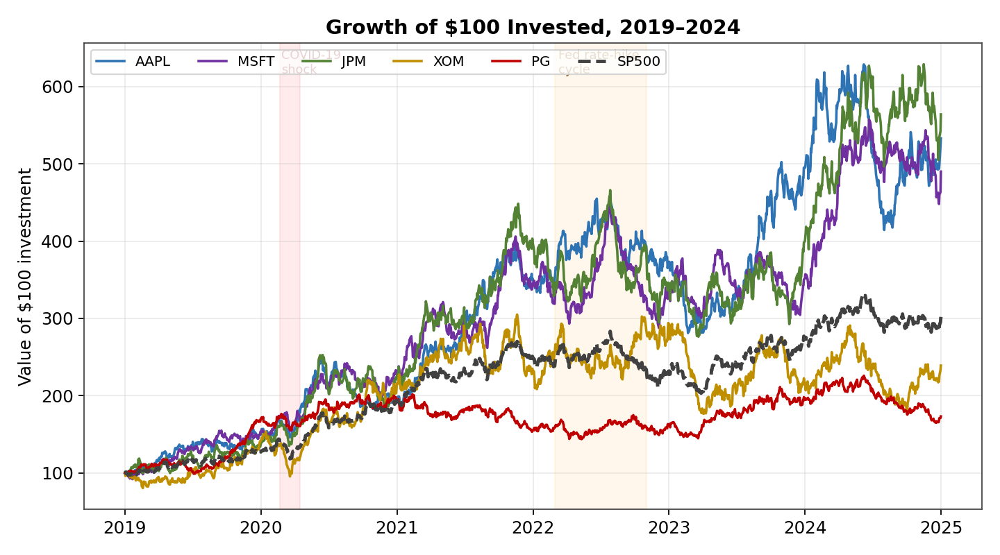 Growth of $100 Invested, 2019–2024
AAPL MSFT JPM XOM PG SP500
COVID-19
shock
Fed rate-hike
cycle
Value of $100 investment
600
500
400
300
200
100
2019 2020 2021 2022 2023 2024 2025